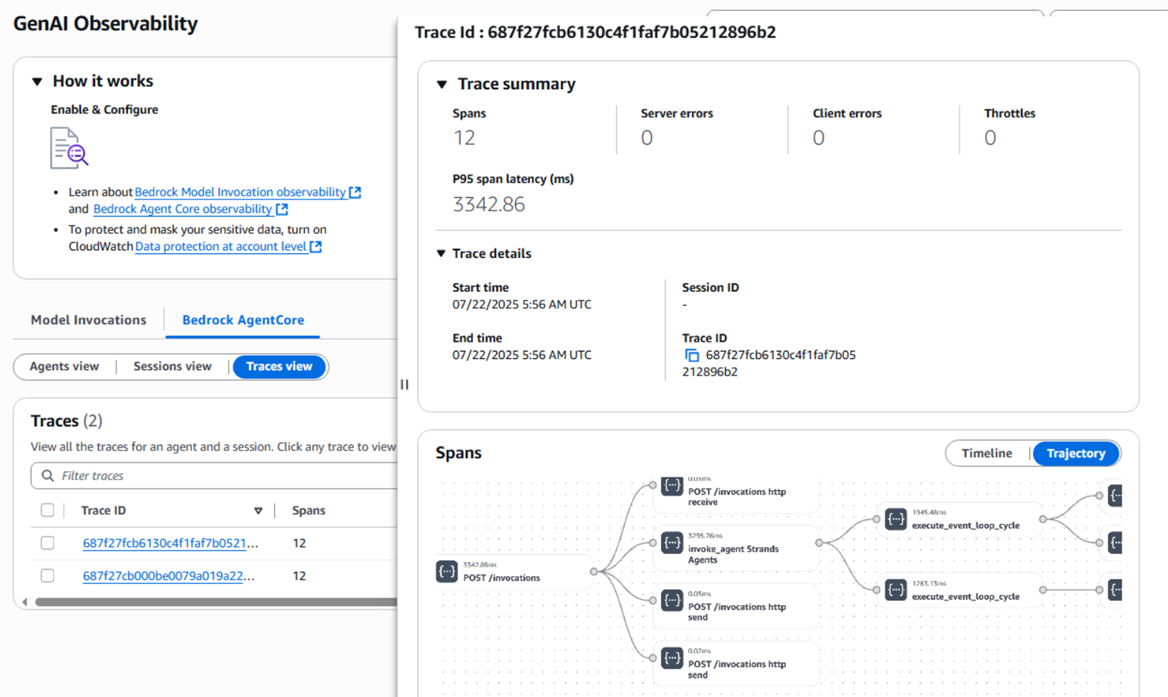 GenAI Observability
How it works
Enable & Configure
Learn about Bedrock Model Invocation observability
and Bedrock Agent Core observability
To protect and mask your sensitive data, turn on
CloudWatch Data protection at account level
Model Invocations
Bedrock AgentCore
Agents view
Sessions view
Traces view
Traces (2)
View all the traces for an agent and a session. Click any trace to view
Filter traces
Trace ID
Spans
687f27fcb6130c4f1faf7b0521...
12
687f27cb000be0079a019a22...
12
Trace Id : 687f27fcb6130c4f1faf7b05212896b2
Trace summary
Spans
12
Server errors
0
Client errors
0
Throttles
0
P95 span latency (ms)
3342.86
Trace details
Start time
07/22/2025 5:56 AM UTC
End time
07/22/2025 5:56 AM UTC
Session ID
-
Trace ID
687f27fcb6130c4f1faf7b05
212896b2
Spans
Timeline
Trajectory
3342.86ms
POST /invocations
POST /invocations http
receive
3295.76ms
invoke_agent Strands
Agents
0.05ms
POST /invocations http
send
0.02ms
POST /invocations http
send
1945.48ms
execute_event_loop_cycle
1263.13ms
execute_event_loop_cycle